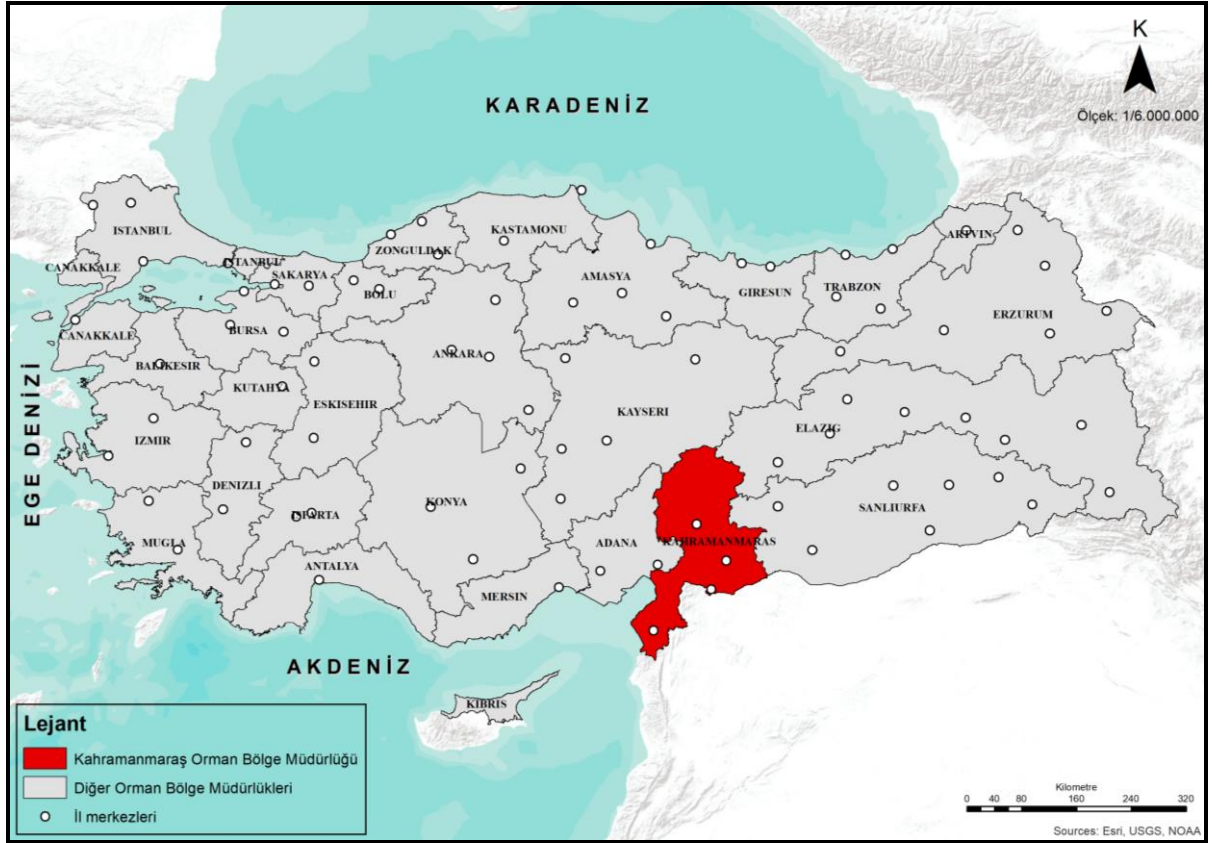 K
Ölçek: 1/6.000.000
KARADENİZ
EGE DENİZİ
AKDENİZ
ISTANBUL
ISTANBUL
CANAKKALE
CANAKKALE
SAKARYA
ZONGULDAK
BOLU
KASTAMONU
AMASYA
GIRESUN
TRABZON
ARTVIN
ERZURUM
BURSA
BALIKESIR
KUTAHYA
ESKISEHIR
ANKARA
KAYSERI
ELAZIG
IZMIR
DENIZLI
ISPARTA
KONYA
MUGLA
ANTALYA
MERSIN
ADANA
KAHRAMANMARAS
SANLIURFA
KIBRIS
Lejant
Kahramanmaraş Orman Bölge Müdürlüğü
Diğer Orman Bölge Müdürlükleri
İl merkezleri
Kilometre
0 40 80 160 240 320
Sources: Esri, USGS, NOAA